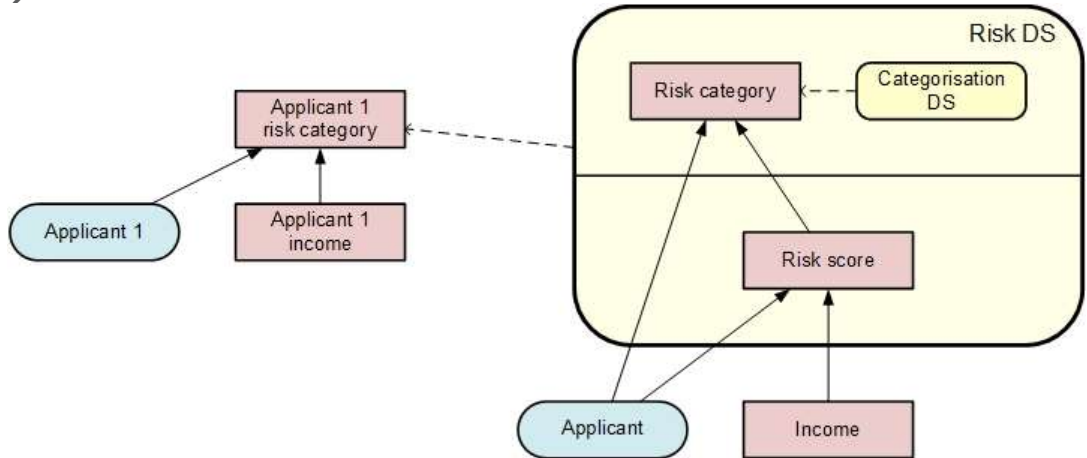 Risk DS
Risk category
Categorisation
DS
Applicant 1
risk category
Applicant 1
Applicant 1
income
Risk score
Applicant
Income